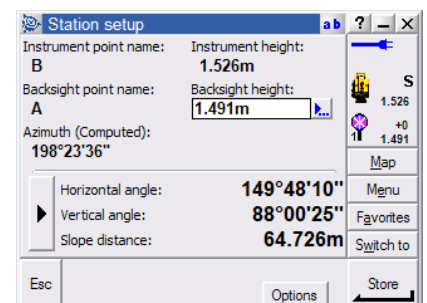 Station setup
ab ? – ×
Instrument point name: Instrument height:
B 1.526m
Backsight point name: Backsight height:
A 1.491m
Azimuth (Computed):
198°23'36"
Horizontal angle: 149°48'10"
Vertical angle: 88°00'25"
Slope distance: 64.726m
S
1.526
+0
1 1.491
Map
Menu
Favorites
Switch to
Esc Options Store